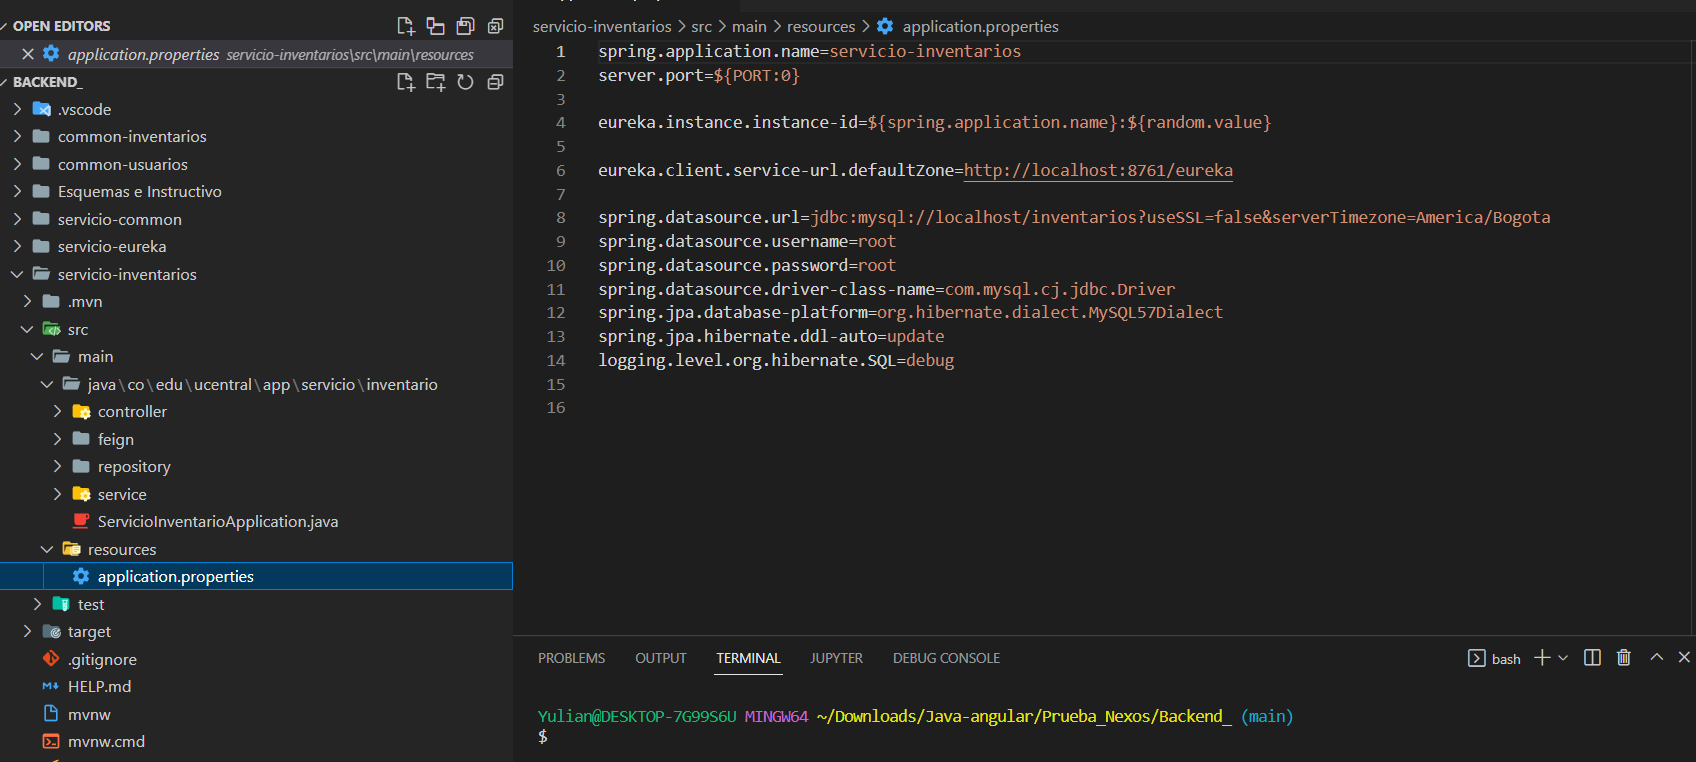 OPEN EDITORS
application.properties servicio-inventarios\src\main\resources
BACKEND_
.vscode
common-inventarios
common-usuarios
Esquemas e Instructivo
servicio-common
servicio-eureka
servicio-inventarios
.mvn
src
main
java\co\edu\ucentral\app\servicio\inventario
controller
feign
repository
service
ServicioInventarioApplication.java
resources
application.properties
test
target
.gitignore
HELP.md
mvnw
mvnw.cmd
servicio-inventarios > src > main > resources > application.properties
1 spring.application.name=servicio-inventarios
2 server.port=${PORT:0}
3
4 eureka.instance.instance-id=${spring.application.name}:${random.value}
5
6 eureka.client.service-url.defaultZone=http://localhost:8761/eureka
7
8 spring.datasource.url=jdbc:mysql://localhost/inventarios?useSSL=false&serverTimezone=America/Bogota
9 spring.datasource.username=root
10 spring.datasource.password=root
11 spring.datasource.driver-class-name=com.mysql.cj.jdbc.Driver
12 spring.jpa.database-platform=org.hibernate.dialect.MySQL57Dialect
13 spring.jpa.hibernate.ddl-auto=update
14 logging.level.org.hibernate.SQL=debug
15
16
PROBLEMS OUTPUT TERMINAL JUPYTER DEBUG CONSOLE bash
Yulian@DESKTOP-7G99S6U MINGW64 ~/Downloads/Java-angular/Prueba_Nexos/Backend_ (main)
$